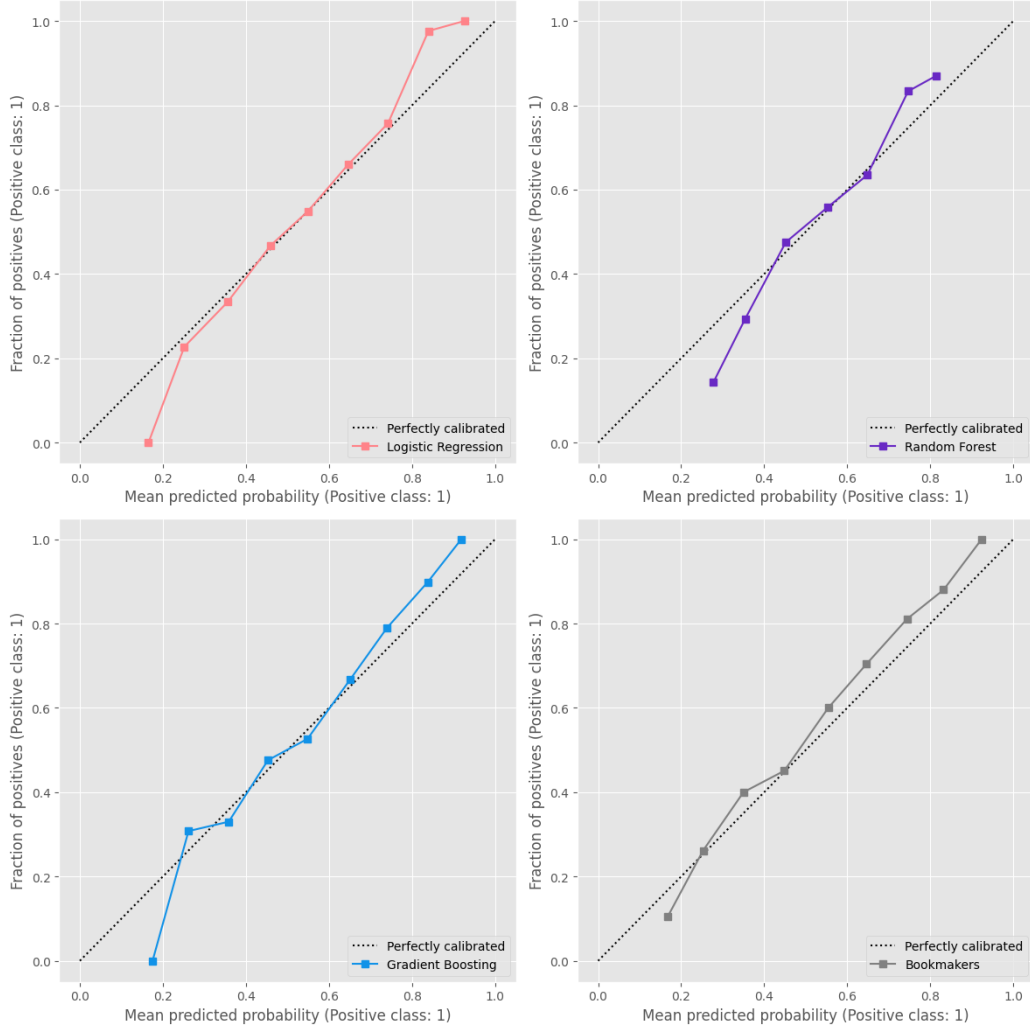 1.0
0.8
0.6
0.4
0.2
0.0
Fraction of positives (Positive class: 1)
Perfectly calibrated
Logistic Regression
0.0 0.2 0.4 0.6 0.8 1.0
Mean predicted probability (Positive class: 1)
1.0
0.8
0.6
0.4
0.2
0.0
Fraction of positives (Positive class: 1)
Perfectly calibrated
Random Forest
0.0 0.2 0.4 0.6 0.8 1.0
Mean predicted probability (Positive class: 1)
1.0
0.8
0.6
0.4
0.2
0.0
Fraction of positives (Positive class: 1)
Perfectly calibrated
Gradient Boosting
0.0 0.2 0.4 0.6 0.8 1.0
Mean predicted probability (Positive class: 1)
1.0
0.8
0.6
0.4
0.2
0.0
Fraction of positives (Positive class: 1)
Perfectly calibrated
Bookmakers
0.0 0.2 0.4 0.6 0.8 1.0
Mean predicted probability (Positive class: 1)